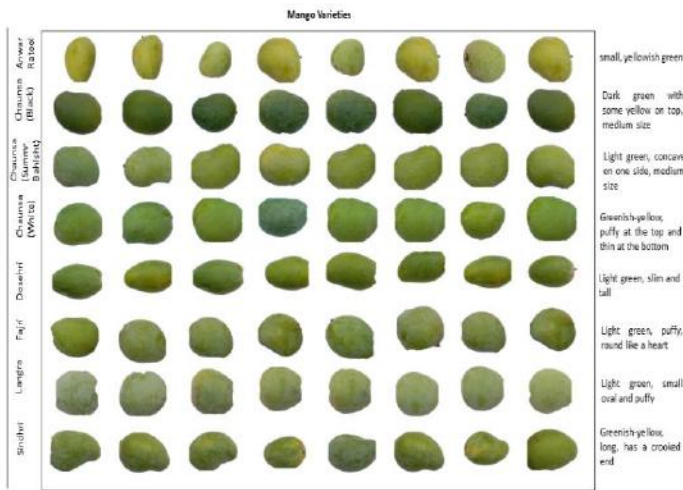 Mango Varieties
Anwar
Ratool
small, yellowish green
Chaunsa
(Black)
Dark green with
some yellow on top,
medium size
Chaunsa
(Summr
Bahisht)
Light green, concave
on one side, medium
size
Chaunsa
(White)
Greenish-yellow,
puffy at the top and
thin at the bottom
Dosehri
Light green, slim and
tall
Fajri
Light green, puffy,
round like a heart
Langra
Light green, small
oval and puffy
Sindhri
Greenish-yellow,
long, has a crooked
end